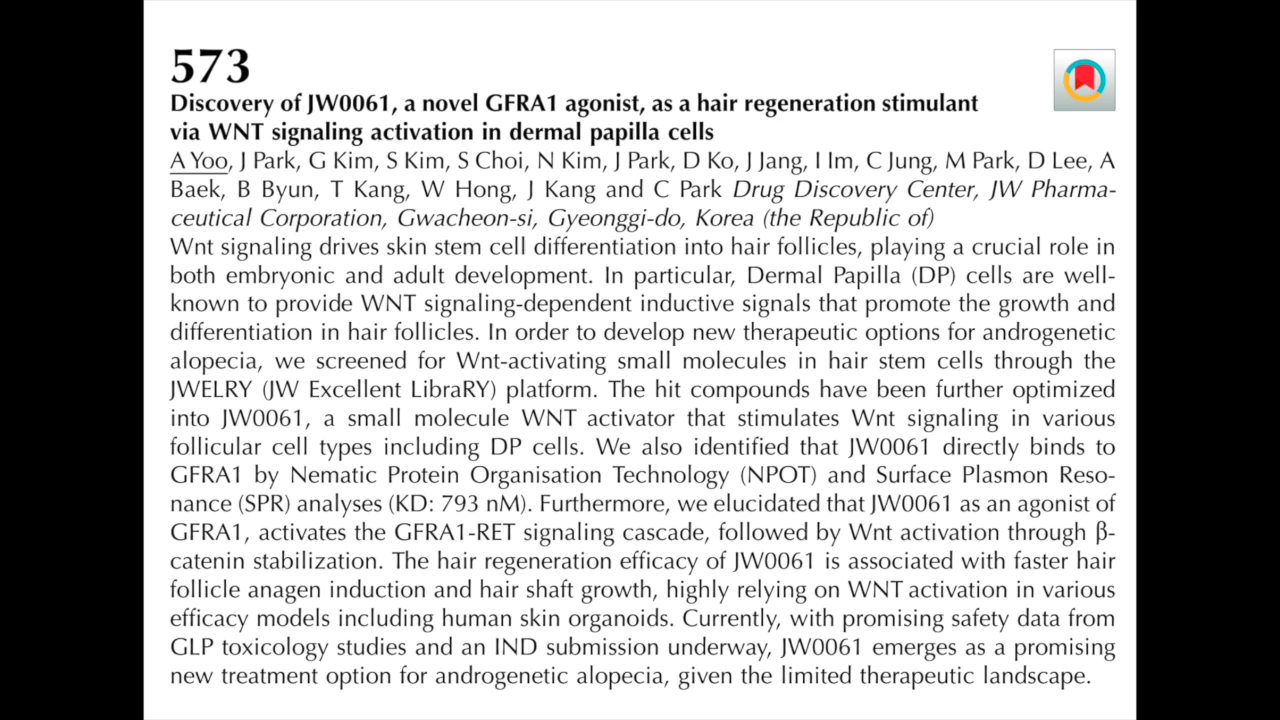 573
Discovery of JW0061, a novel GFRA1 agonist, as a hair regeneration stimulant
via WNT signaling activation in dermal papilla cells
A Yoo, J Park, G Kim, S Kim, S Choi, N Kim, J Park, D Ko, J Jang, I Im, C Jung, M Park, D Lee, A
Baek, B Byun, T Kang, W Hong, J Kang and C Park Drug Discovery Center, JW Pharma-
ceutical Corporation, Gwacheon-si, Gyeonggi-do, Korea (the Republic of)
Wnt signaling drives skin stem cell differentiation into hair follicles, playing a crucial role in
both embryonic and adult development. In particular, Dermal Papilla (DP) cells are well-
known to provide WNT signaling-dependent inductive signals that promote the growth and
differentiation in hair follicles. In order to develop new therapeutic options for androgenetic
alopecia, we screened for Wnt-activating small molecules in hair stem cells through the
JWELRY (JW Excellent LibraRY) platform. The hit compounds have been further optimized
into JW0061, a small molecule WNT activator that stimulates Wnt signaling in various
follicular cell types including DP cells. We also identified that JW0061 directly binds to
GFRA1 by Nematic Protein Organisation Technology (NPOT) and Surface Plasmon Reso-
nance (SPR) analyses (KD: 793 nM). Furthermore, we elucidated that JW0061 as an agonist of
GFRA1, activates the GFRA1-RET signaling cascade, followed by Wnt activation through β-
catenin stabilization. The hair regeneration efficacy of JW0061 is associated with faster hair
follicle anagen induction and hair shaft growth, highly relying on WNT activation in various
efficacy models including human skin organoids. Currently, with promising safety data from
GLP toxicology studies and an IND submission underway, JW0061 emerges as a promising
new treatment option for androgenetic alopecia, given the limited therapeutic landscape.